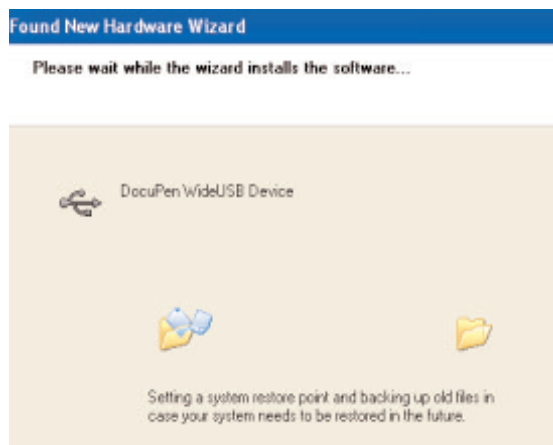 Found New Hardware Wizard
Please wait while the wizard installs the software...
DocuPen WideUSB Device
Setting a system restore point and backing up old files in
case your system needs to be restored in the future.